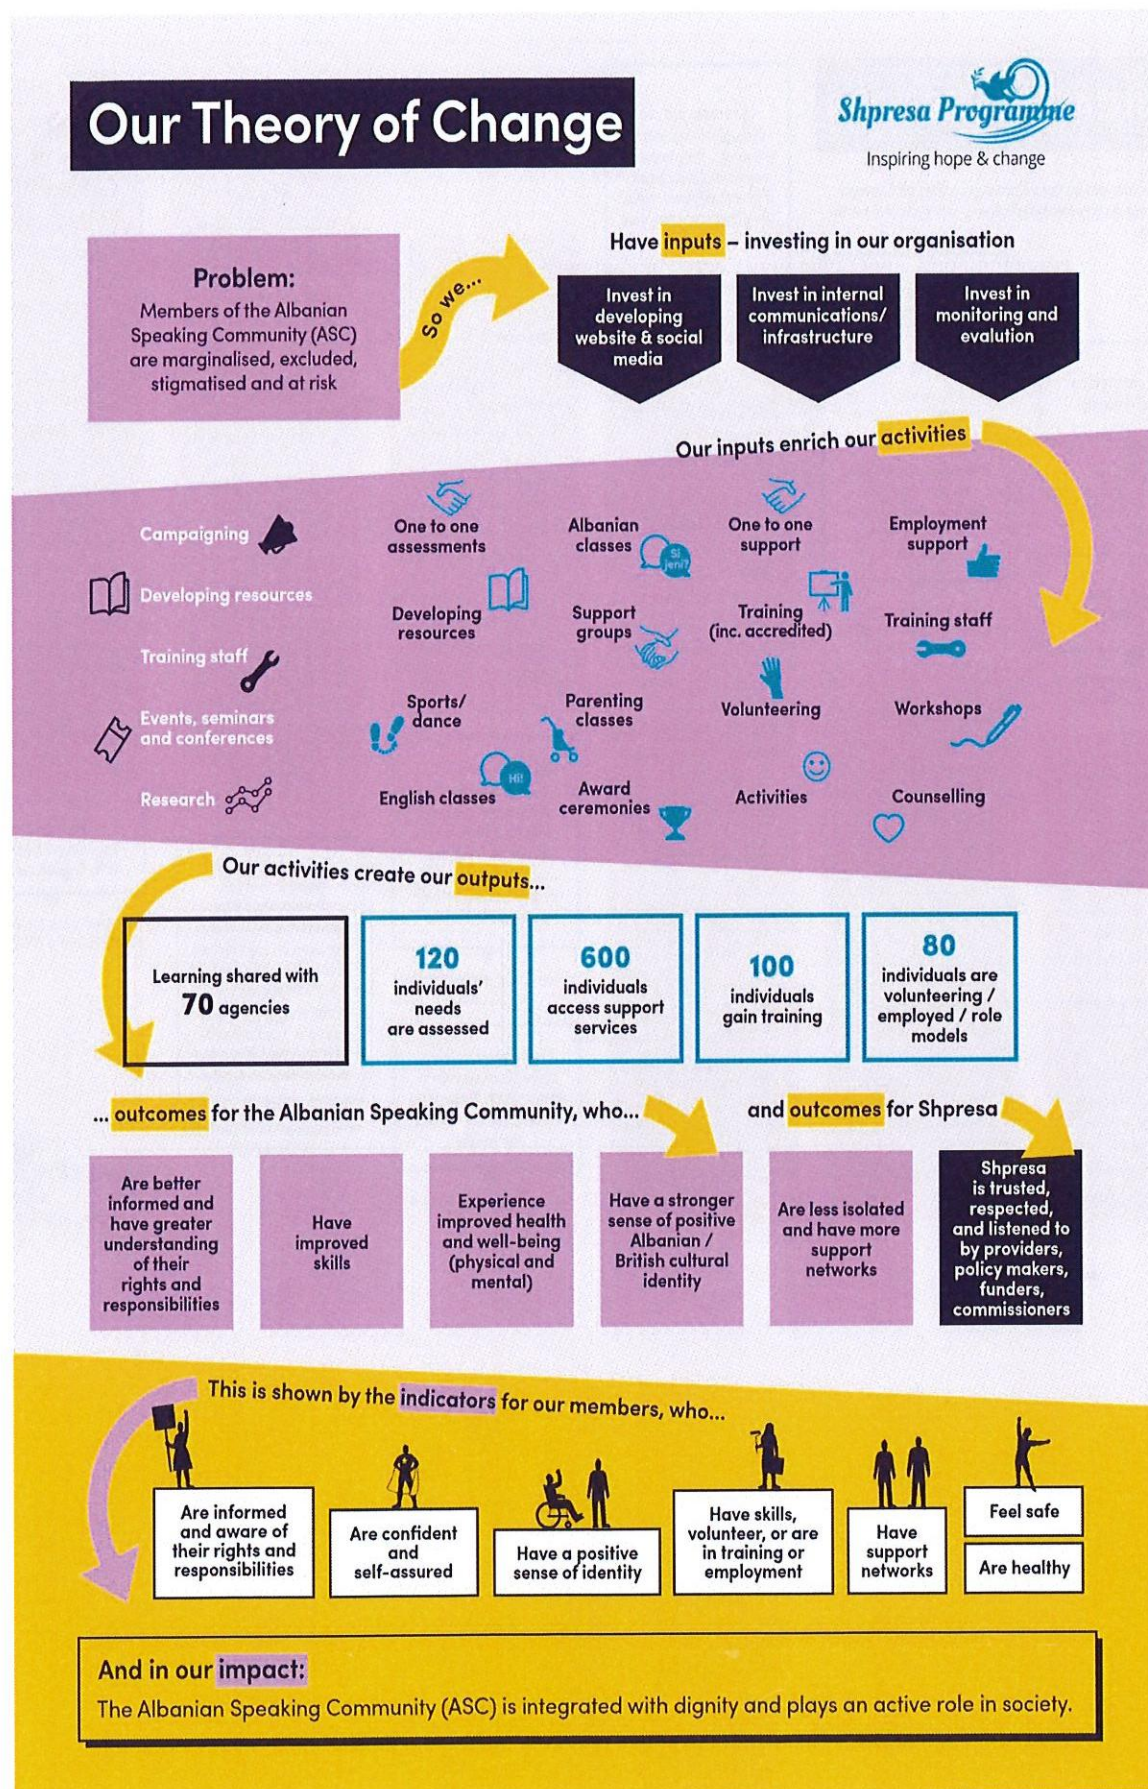 Our Theory of Change
Shpresa Programme
Inspiring hope & change
Problem:
Members of the Albanian
Speaking Community (ASC)
are marginalised, excluded,
stigmatised and at risk
So we...
Have inputs – investing in our organisation
Invest in
developing
website & social
media
Invest in internal
communications/
infrastructure
Invest in
monitoring and
evalution
Our inputs enrich our activities
Campaigning
Developing resources
Training staff
Events, seminars
and conferences
Research
One to one
assessments
Albanian
classes
Si
jeni?
One to one
support
Employment
support
Developing
resources
Support
groups
Training
(inc. accredited)
Training staff
Sports/
dance
Parenting
classes
Volunteering
Workshops
English classes
Hi!
Award
ceremonies
Activities
Counselling
Our activities create our outputs...
Learning shared with
70 agencies
120
individuals'
needs
are assessed
600
individuals
access support
services
100
individuals
gain training
80
individuals are
volunteering /
employed / role
models
... outcomes for the Albanian Speaking Community, who...
and outcomes for Shpresa
Are better
informed and
have greater
understanding
of their
rights and
responsibilities
Have
improved
skills
Experience
improved health
and well-being
(physical and
mental)
Have a stronger
sense of positive
Albanian /
British cultural
identity
Are less isolated
and have more
support
networks
Shpresa
is trusted,
respected,
and listened to
by providers,
policy makers,
funders,
commissioners
This is shown by the indicators for our members, who...
Are informed
and aware of
their rights and
responsibilities
Are confident
and
self-assured
Have a positive
sense of identity
Have skills,
volunteer, or are
in training or
employment
Have
support
networks
Feel safe
Are healthy
And in our impact:
The Albanian Speaking Community (ASC) is integrated with dignity and plays an active role in society.